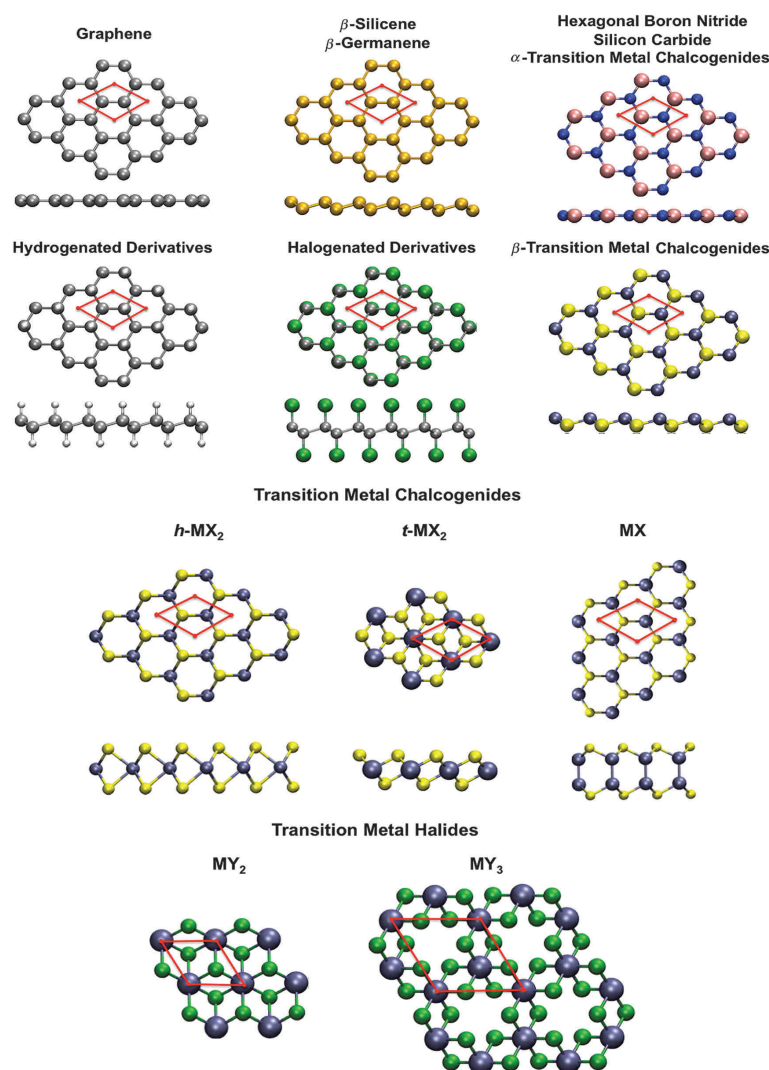 Graphene
β-Silicene
β-Germanene
Hexagonal Boron Nitride
Silicon Carbide
α-Transition Metal Chalcogenides
Hydrogenated Derivatives
Halogenated Derivatives
β-Transition Metal Chalcogenides
Transition Metal Chalcogenides
h-MX₂
t-MX₂
MX
Transition Metal Halides
MY₂
MY₃